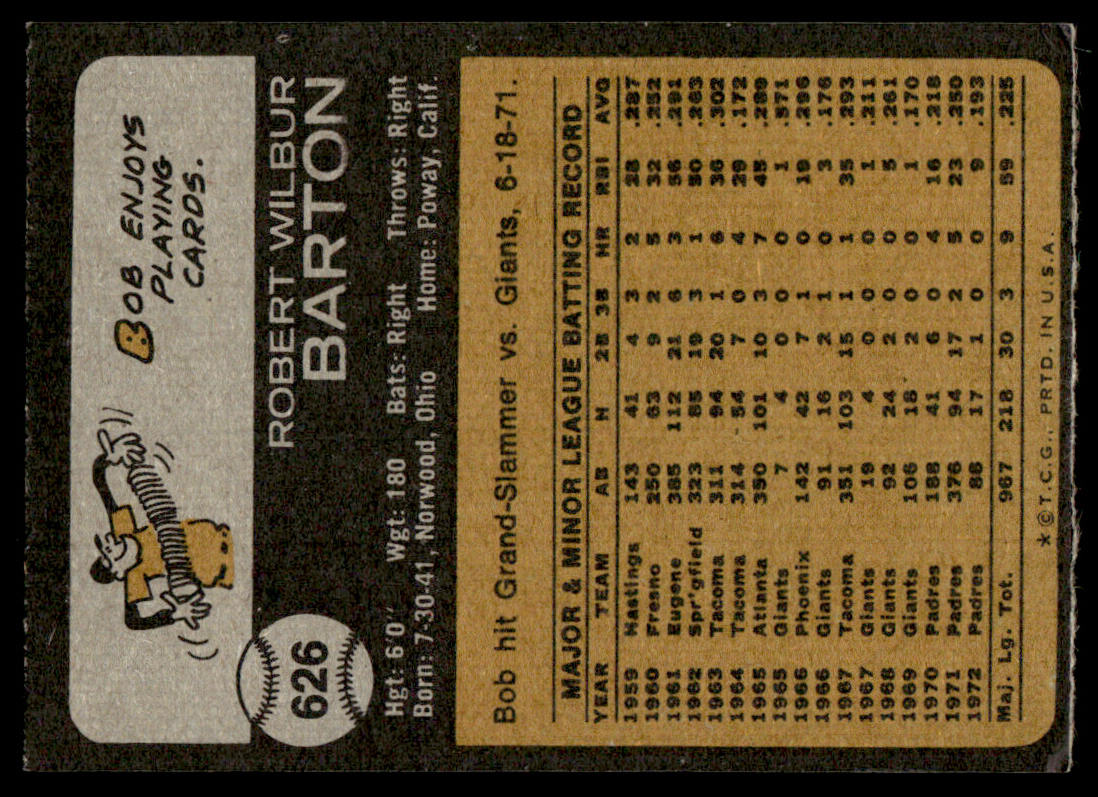 BOB ENJOYS
PLAYING
CARDS.
626
ROBERT WILBUR
BARTON
Hgt: 6'0" Wgt: 180 Bats: Right Throws: Right
Born: 7-30-41, Norwood, Ohio Home: Poway, Calif.
Bob hit Grand-Slammer vs. Giants, 6-18-71.
MAJOR & MINOR LEAGUE BATTING RECORD
YEAR TEAM AB H 2B 3B HR RBI AVG
1959 Hastings 143 41 4 3 2 28 .287
1960 Fresno 250 63 9 2 5 32 .252
1961 Eugene 385 112 21 6 3 56 .291
1962 Spr'gfield 323 85 19 3 1 30 .263
1963 Tacoma 311 94 20 1 6 36 .302
1964 Tacoma 314 54 7 0 4 29 .172
1965 Atlanta 350 101 10 3 7 45 .289
1965 Giants 7 4 0 0 0 1 .571
1966 Phoenix 142 42 7 1 0 19 .296
1966 Giants 91 16 2 1 0 3 .176
1967 Tacoma 351 103 15 1 1 35 .293
1967 Giants 19 4 0 0 0 1 .211
1968 Giants 92 24 2 0 0 5 .261
1969 Giants 106 18 2 0 0 1 .170
1970 Padres 188 41 6 0 4 16 .218
1971 Padres 376 94 17 2 5 23 .250
1972 Padres 88 17 1 0 0 9 .193
Maj. Lg. Tot. 967 218 30 3 9 59 .225
★©T.C.G., PRTD. IN U.S.A.